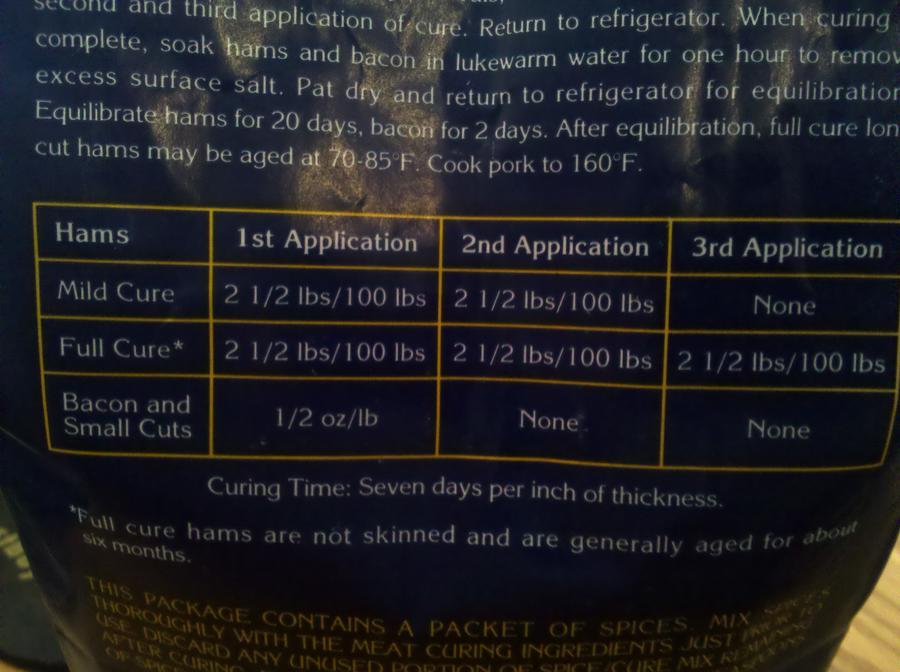 second and third application of cure. Return to refrigerator. When curing
complete, soak hams and bacon in lukewarm water for one hour to remov
excess surface salt. Pat dry and return to refrigerator for equilibration
Equilibrate hams for 20 days, bacon for 2 days. After equilibration, full cure lon
cut hams may be aged at 70-85°F. Cook pork to 160°F.
Hams 1st Application 2nd Application 3rd Application
Mild Cure 2 1/2 lbs/100 lbs 2 1/2 lbs/100 lbs None
Full Cure* 2 1/2 lbs/100 lbs 2 1/2 lbs/100 lbs 2 1/2 lbs/100 lbs
Bacon and
Small Cuts 1/2 oz/lb None None
Curing Time: Seven days per inch of thickness.
*Full cure hams are not skinned and are generally aged for about
six months.
THIS PACKAGE CONTAINS A PACKET OF SPICES. MIX SPICES
THOROUGHLY WITH THE MEAT CURING INGREDIENTS JUST PRIOR TO
USE. DISCARD ANY UNUSED PORTION OF SPICE/CURE MIX REMAINING
AFTER CURING
OF